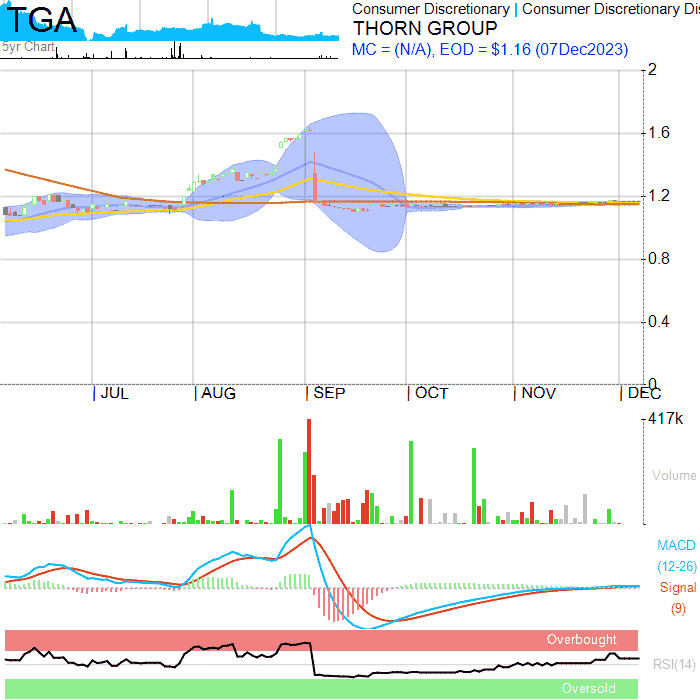 TGA
5yr Chart
Consumer Discretionary | Consumer Discretionary Dis
THORN GROUP
MC = (N/A), EOD = $1.16 (07Dec2023)
2
1.6
1.2
0.8
0.4
0
JUL AUG SEP OCT NOV DEC
417k
Volume
MACD
(12-26)
Signal
(9)
Overbought
RSI(14)
Oversold